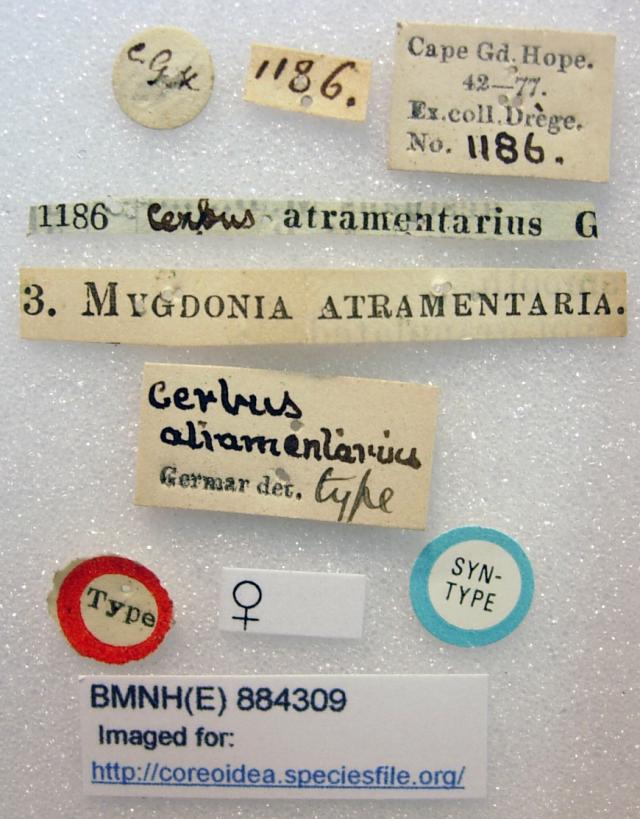 1186.
Cape Gd. Hope.
42—77.
Ex. coll. Drège.
No. 1186.
1186 Cerbus atramentarius G
3. MVGDONIA ATRAMENTARIA.
Cerbus
atramentarius
Germar det. type
Type
♀
SYN-
TYPE
BMNH(E) 884309
Imaged for:
http://coreoidea.speciesfile.org/